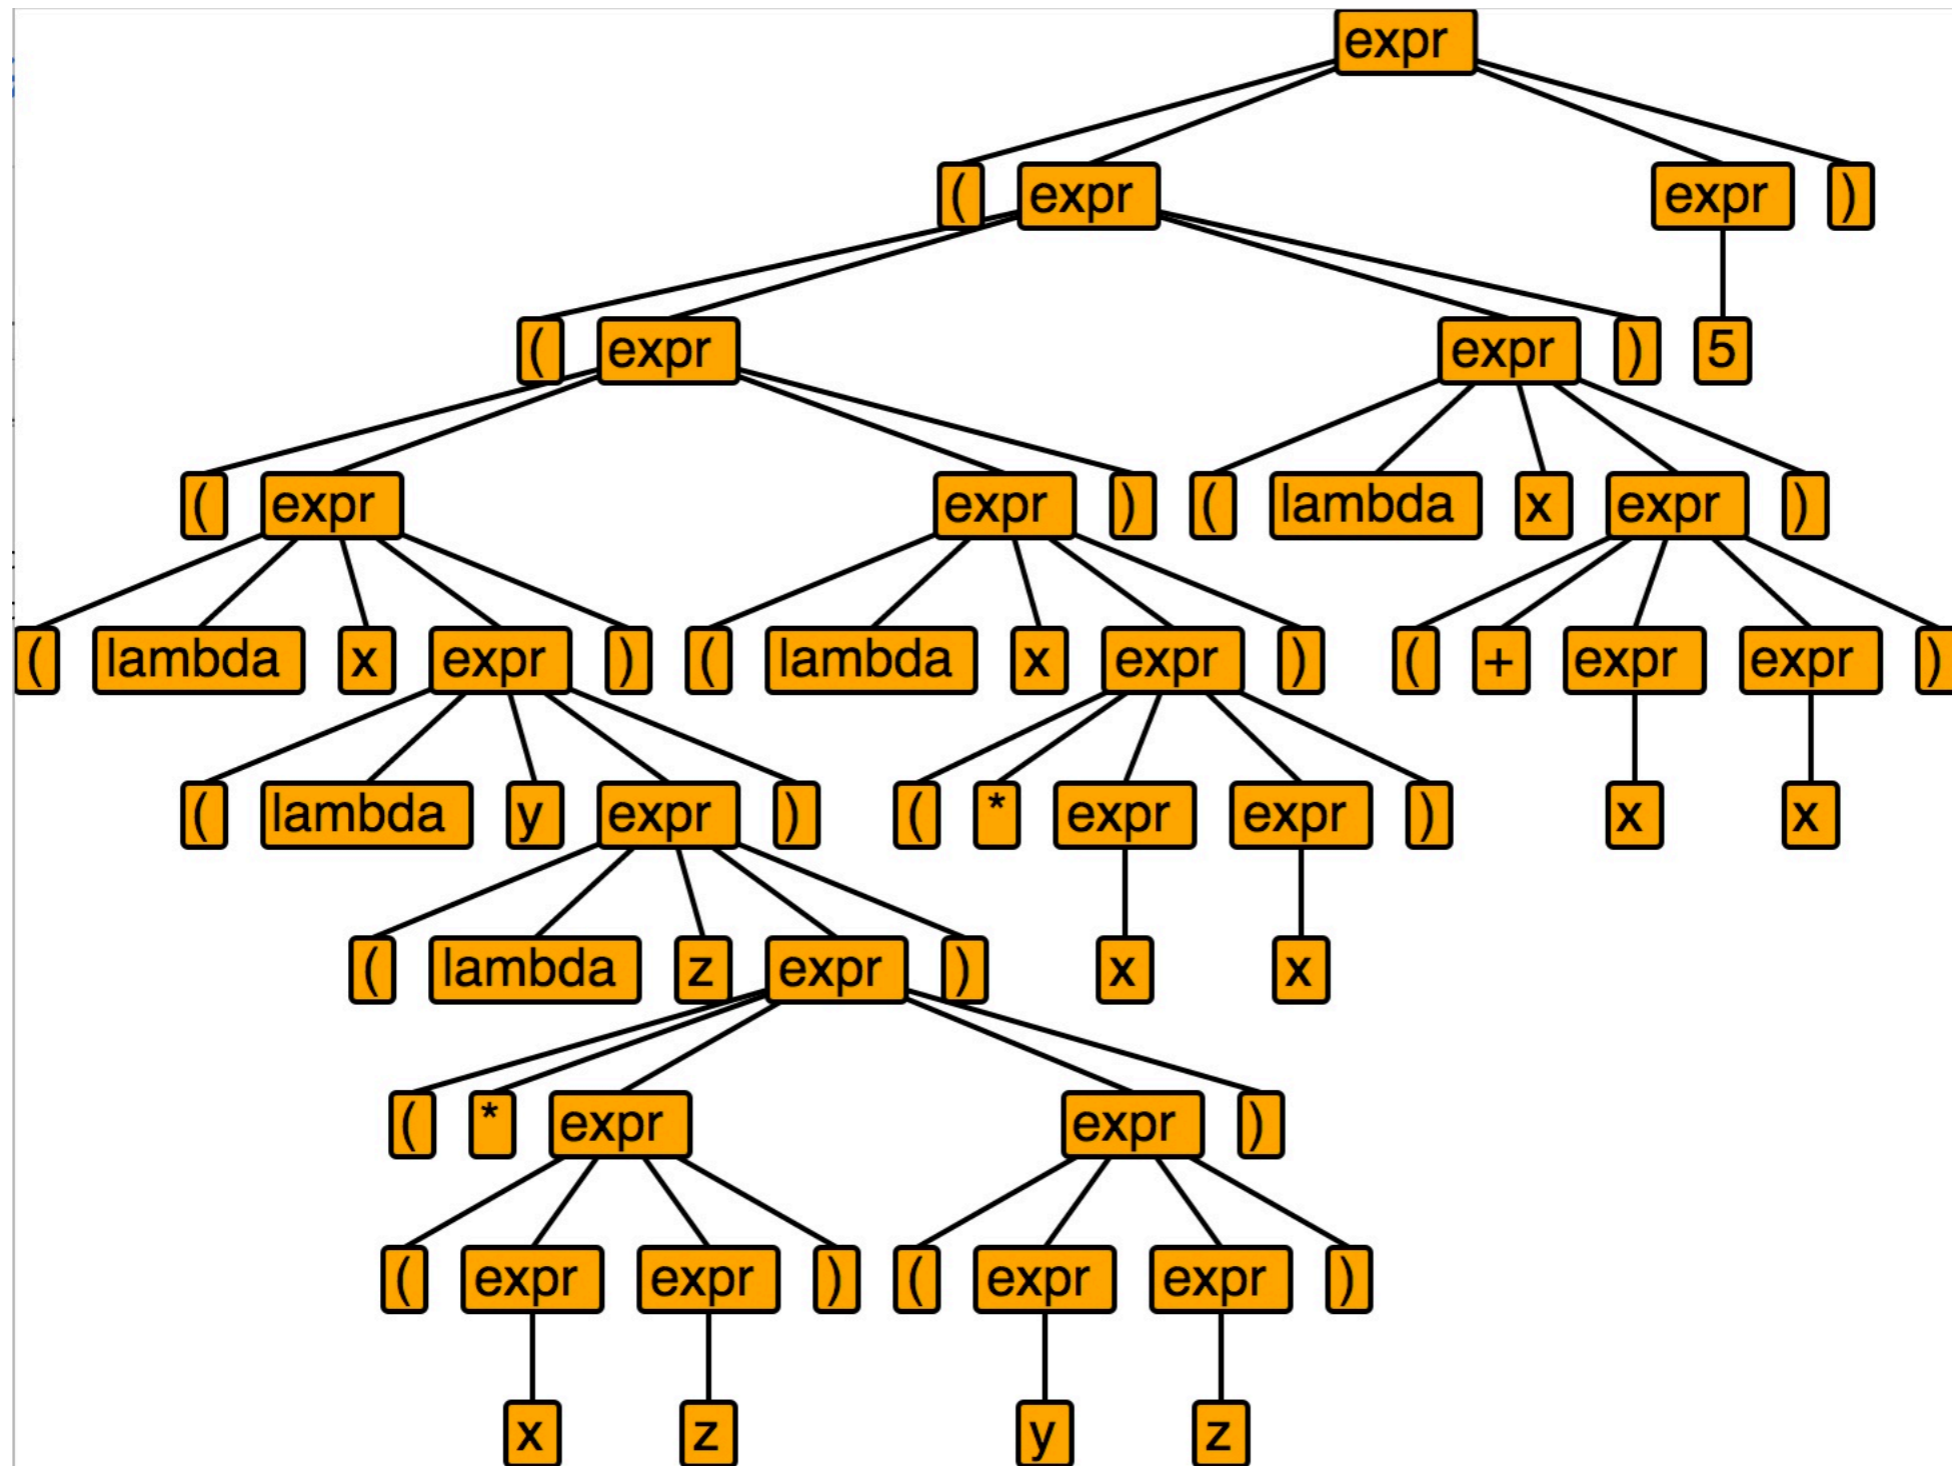 expr
( expr expr )
( expr expr ) 5
( expr expr ) ( lambda x expr )
( lambda x expr ) ( lambda x expr ) ( + expr expr )
( lambda y expr ) ( * expr expr ) x x
( lambda z expr ) x x
( * expr expr )
( expr expr ) ( expr expr )
x z y z